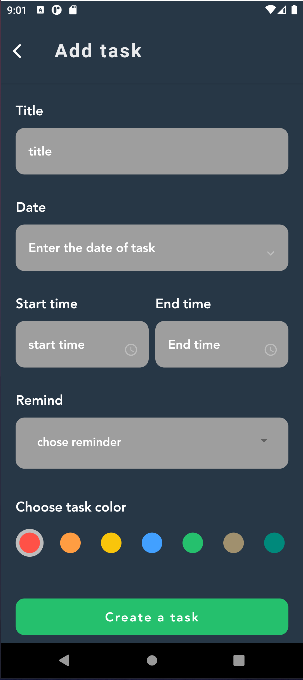 9:01
Add task
Title
title
Date
Enter the date of task
Start time End time
start time End time
Remind
chose reminder
Choose task color
Create a task